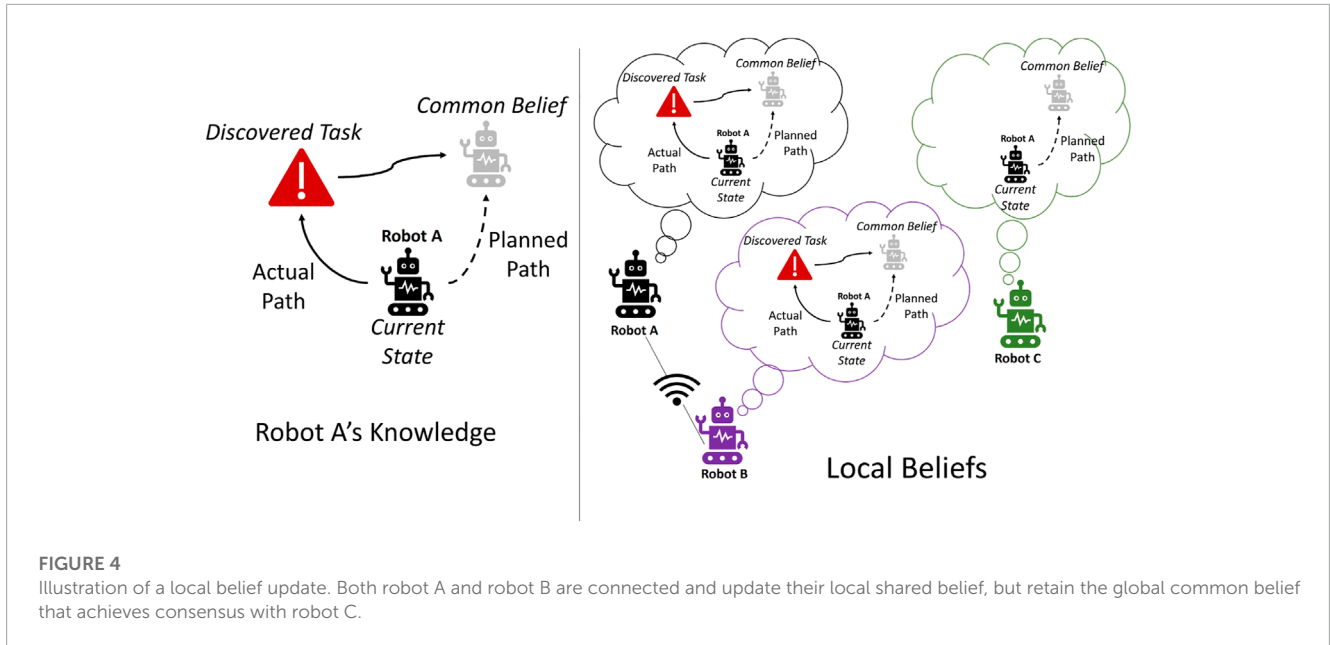 Common Belief
Discovered Task
Robot A
Planned
Path
Actual
Path
Current
State
Robot A's Knowledge
Common Belief
Discovered Task
Robot A
Planned
Path
Actual
Path
Current
State
Robot A
Common Belief
Discovered Task
Robot A
Planned
Path
Actual
Path
Current
State
Robot B
Common Belief
Robot A
Planned
Path
Current
State
Robot C
Local Beliefs
FIGURE 4
Illustration of a local belief update. Both robot A and robot B are connected and update their local shared belief, but retain the global common belief
that achieves consensus with robot C.